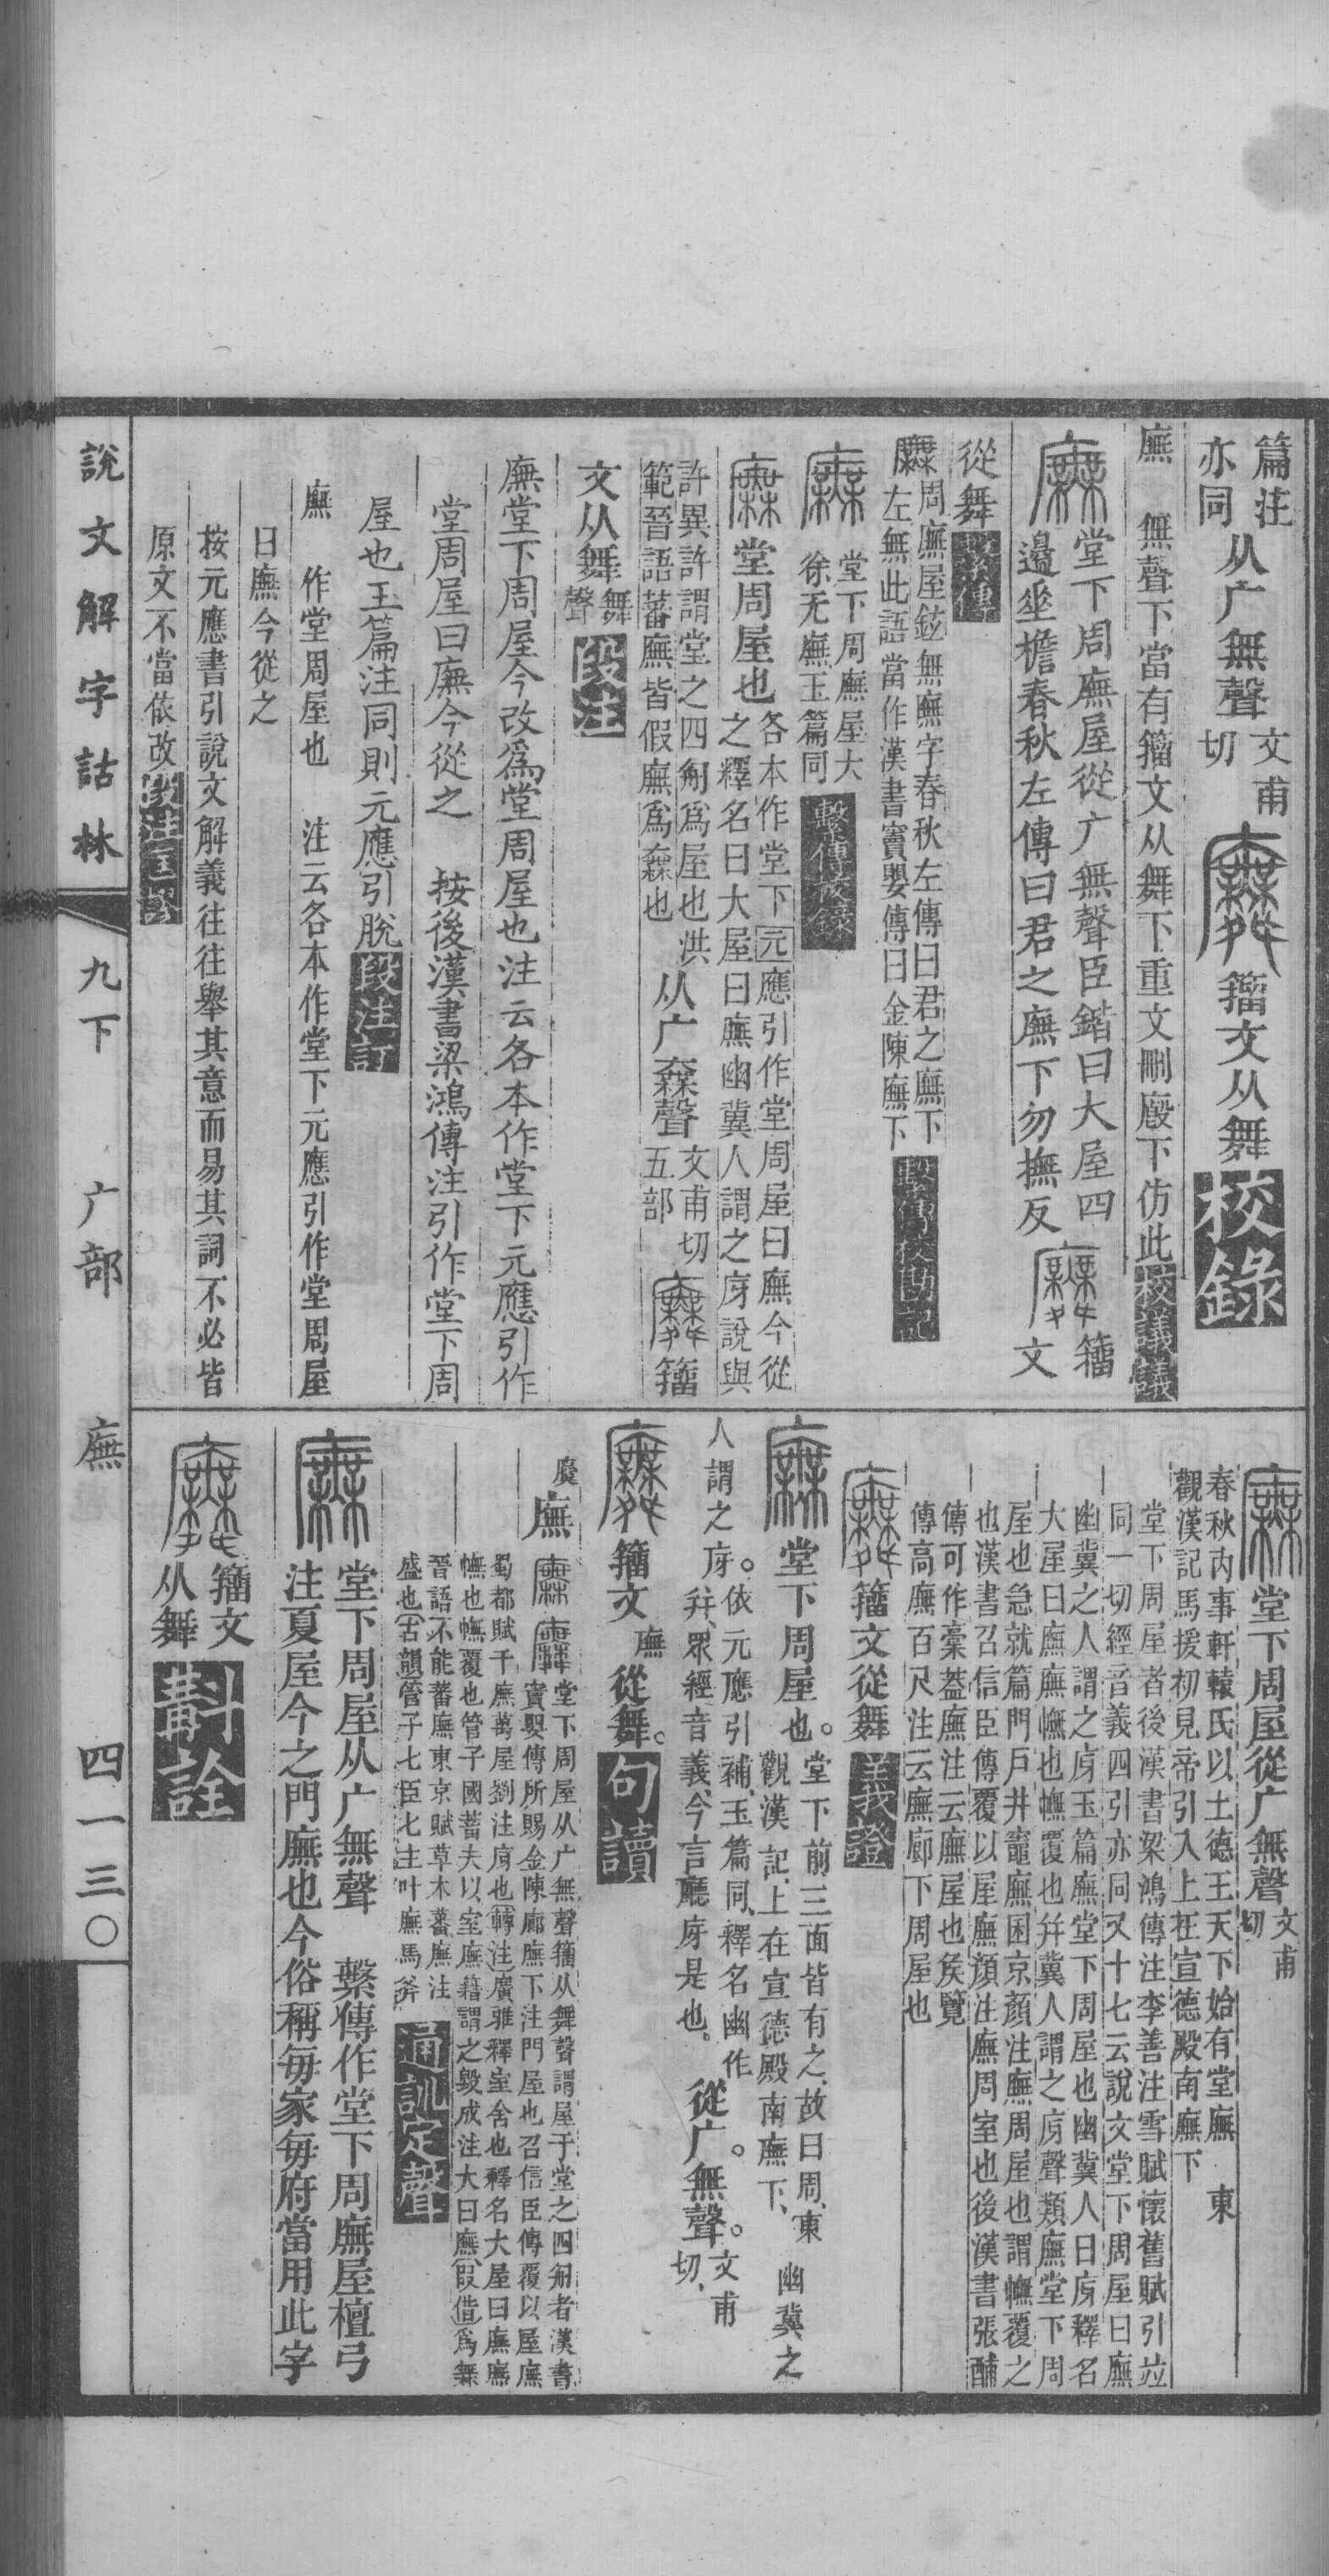 篇注
亦同
从广無聲
文甫
切
籀文从舞
校錄
廡 無聲下當有籀文从舞下重文刪廏下仿此
校議議
堂下周廡屋從广無聲臣鍇曰大屋四
邉垂檐春秋左傳曰君之廡下勿撫反
籀
文
從舞
繫傳
周廡屋鉉無廡字春秋左傳曰君之廡下
左無此語當作漢書竇嬰傳曰金陳廡下
繫傳校勘記
堂下周廡屋大
徐无廡玉篇同
繫傳校錄
堂周屋也
各本作堂下元應引作堂周屋曰廡今從
之釋名曰大屋曰廡幽冀人謂之庌說與
許異許謂堂之四㫄爲屋也洪
範晉語蕃廡皆假廡爲橆也
从广橆聲
文甫切
五部
籀
文从舞
舞
聲
段注
廡堂下周屋今改爲堂周屋也注云各本作堂下元應引作
堂周屋曰廡今從之 按後漢書梁鴻傳注引作堂下周
屋也玉篇注同則元應引脫
段注訂
廡 作堂周屋也 注云各本作堂下元應引作堂周屋
曰廡今從之
按元應書引說文解義往往舉其意而易其詞不必皆
原文不當依改
段注匡謬
堂下周屋從广無聲
文甫
切
春秋內事軒轅氏以土德王天下始有堂廡 東
觀漢記馬援初見帝引入上在宣德殿南廡下
堂下周屋者後漢書梁鴻傳注李善注雪賦懷舊賦引竝
同一切經音義四引亦同又十七云說文堂下周屋曰廡
幽冀之人謂之庌玉篇廡堂下周屋也幽冀人曰庌釋名
大屋曰廡廡幠也幠覆也幷冀人謂之庌聲類廡堂下周
屋也急就篇門戶井竈廡囷京顏注廡周屋也謂幠覆之
也漢書召信臣傳覆以屋廡顏注廡周室也後漢書張酺
傳可作槀葢廡注云廡屋也矦覽
傳高廡百尺注云廡廊下周屋也
籀文從舞
義證
堂下周屋也。
堂下前三面皆有之、故曰周、東
觀漢記、上在宣德殿南廡下、
幽冀之
人謂之庌。
依元應引補、玉篇同、釋名幽作
幷、眾經音義、今言廳庌是也。
從广。無聲。
文甫
切、
籀文廡從舞。
句讀
廡
堂下周屋从广無聲籀从舞聲謂屋于堂之四㫄者漢書
竇嬰傳所賜金陳廊廡下注門屋也召信臣傳覆以屋廡
蜀都賦千廡萬屋劉注庌也轉注廣雅釋室舍也釋名大屋曰廡廡
幠也幠覆也管子國蓄夫以室廡籍謂之毀成注大曰廡、叚借爲橆
晉語不能蕃廡東京賦草木蕃廡注
盛也古韻管子七臣七主叶廡馬斧
通訓定聲
堂下周屋从广無聲 繫傳作堂下周廡屋檀弓
注夏屋今之門廡也今俗稱每家每府當用此字
籀文
从舞
斠詮
說文解字詁林
九下 广部 廡
四一三〇